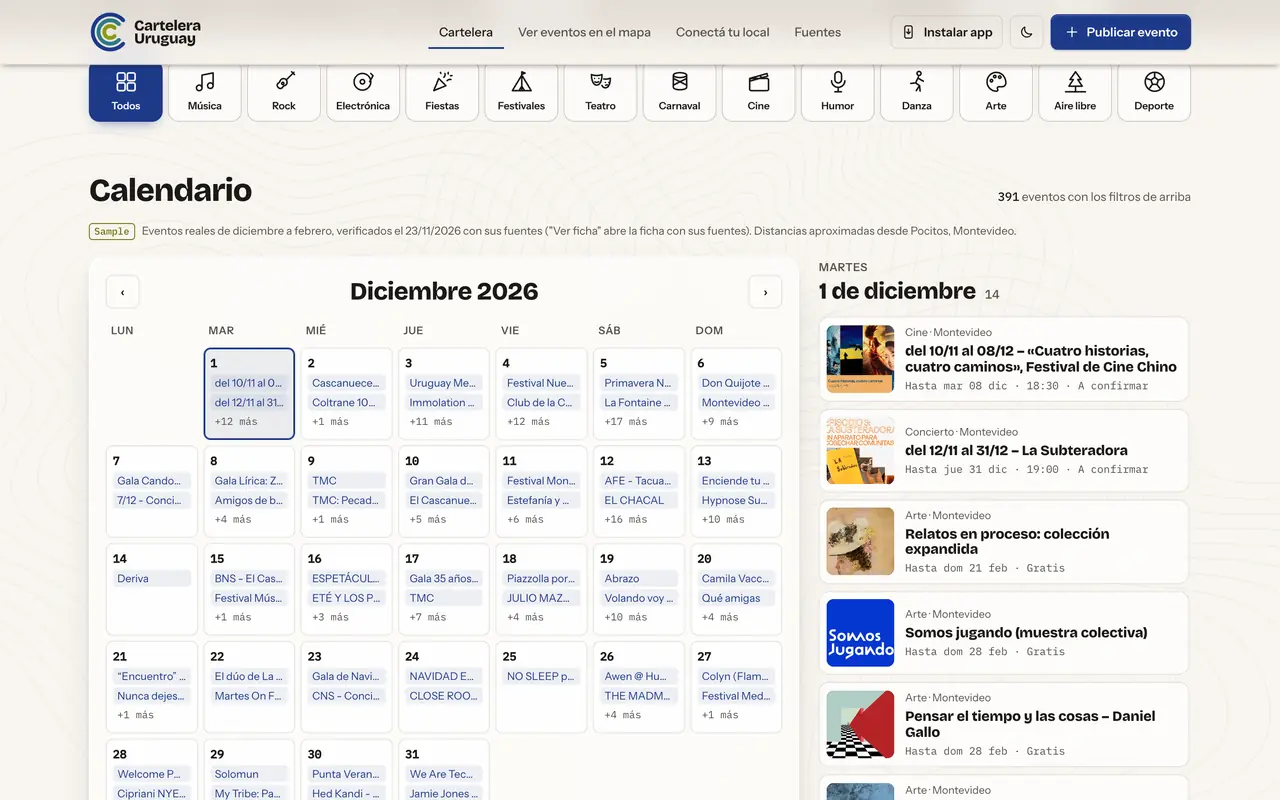 Cartelera
Uruguay
Cartelera
Ver eventos en el mapa
Conectá tu local
Fuentes
Instalar app
Publicar evento
Todos
Música
Rock
Electrónica
Fiestas
Festivales
Teatro
Carnaval
Cine
Humor
Danza
Arte
Aire libre
Deporte
Calendario
391 eventos con los filtros de arriba
Sample Eventos reales de diciembre a febrero, verificados el 23/11/2026 con sus fuentes ("Ver ficha" abre la ficha con sus fuentes). Distancias aproximadas desde Pocitos, Montevideo.
‹
Diciembre 2026
›
LUN MAR MIÉ JUE VIE SÁB DOM
1
del 10/11 al 0...
del 12/11 al 31...
+12 más
2
Cascanuece...
Coltrane 10...
+1 más
3
Uruguay Me...
Immolation ...
+11 más
4
Festival Nue...
Club de la C...
+12 más
5
Primavera N...
La Fontaine ...
+17 más
6
Don Quijote ...
Montevideo ...
+9 más
7
Gala Cando...
7/12 - Conci...
8
Gala Lírica: Z...
Amigos de b...
+4 más
9
TMC
TMC: Pecad...
+1 más
10
Gran Gala d...
El Cascanue...
+5 más
11
Festival Mon...
Estefanía y ...
+6 más
12
AFE - Tacua...
EL CHACAL
+16 más
13
Enciende tu ...
Hypnose Su...
+10 más
14
Deriva
15
BNS - El Cas...
Festival Mús...
+1 más
16
ESPETÁCUL...
ETÉ Y LOS P...
+3 más
17
Gala 35 años...
TMC
+7 más
18
Piazzolla por...
JULIO MAZ...
+4 más
19
Abrazo
Volando voy ...
+10 más
20
Camila Vacc...
Qué amigas
+4 más
21
“Encuentro” ...
Nunca dejes...
+1 más
22
El dúo de La ...
Martes On F...
23
Gala de Navi...
CNS - Conci...
24
NAVIDAD E...
CLOSE ROO...
25
NO SLEEP p...
26
Awen @ Hu...
THE MADM...
+4 más
27
Colyn (Flam...
Festival Med...
+1 más
28
Welcome P...
Cipriani NYE...
29
Solomun
My Tribe: Pa...
30
Punta Veran...
Hed Kandi - ...
31
We Are Tec...
Jamie Jones ...
MARTES
1 de diciembre 14
Cine · Montevideo
del 10/11 al 08/12 – «Cuatro historias,
cuatro caminos», Festival de Cine Chino
Hasta mar 08 dic · 18:30 · A confirmar
Concierto · Montevideo
del 12/11 al 31/12 – La Subteradora
Hasta jue 31 dic · 19:00 · A confirmar
Arte · Montevideo
Relatos en proceso: colección
expandida
Hasta dom 21 feb · Gratis
Somos
Jugando
Arte · Montevideo
Somos jugando (muestra colectiva)
Hasta dom 28 feb · Gratis
Arte · Montevideo
Pensar el tiempo y las cosas – Daniel
Gallo
Hasta dom 28 feb · Gratis
Arte · Montevideo